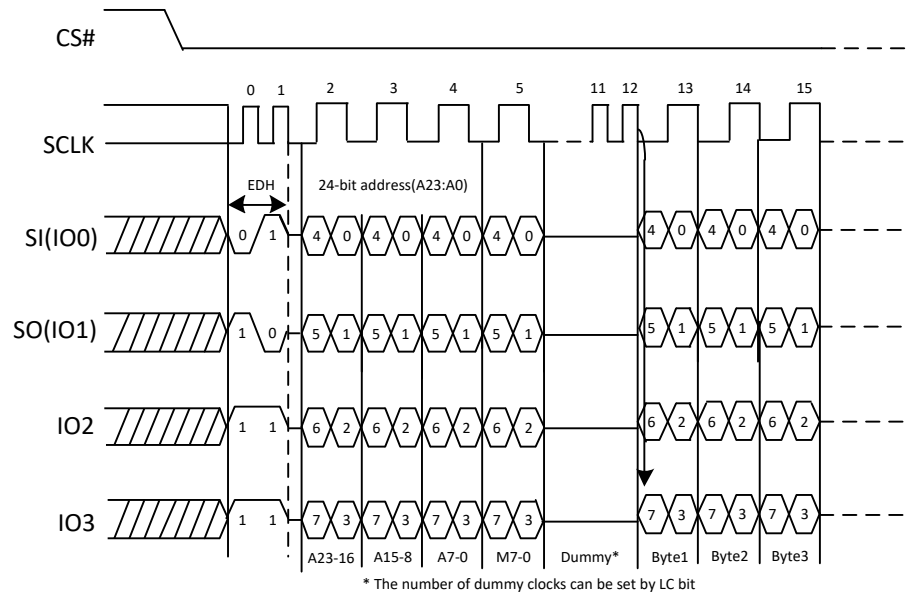 CS#
0 1 2 3 4 5 11 12 13 14 15
SCLK
EDH 24-bit address(A23:A0)
SI(IO0) 0 1 4 0 4 0 4 0 4 0 4 0 4 0 4 0
SO(IO1) 1 0 5 1 5 1 5 1 5 1 5 1 5 1 5 1
IO2 1 1 6 2 6 2 6 2 6 2 6 2 6 2 6 2
IO3 1 1 7 3 7 3 7 3 7 3 7 3 7 3 7 3
A23-16 A15-8 A7-0 M7-0 Dummy* Byte1 Byte2 Byte3
* The number of dummy clocks can be set by LC bit